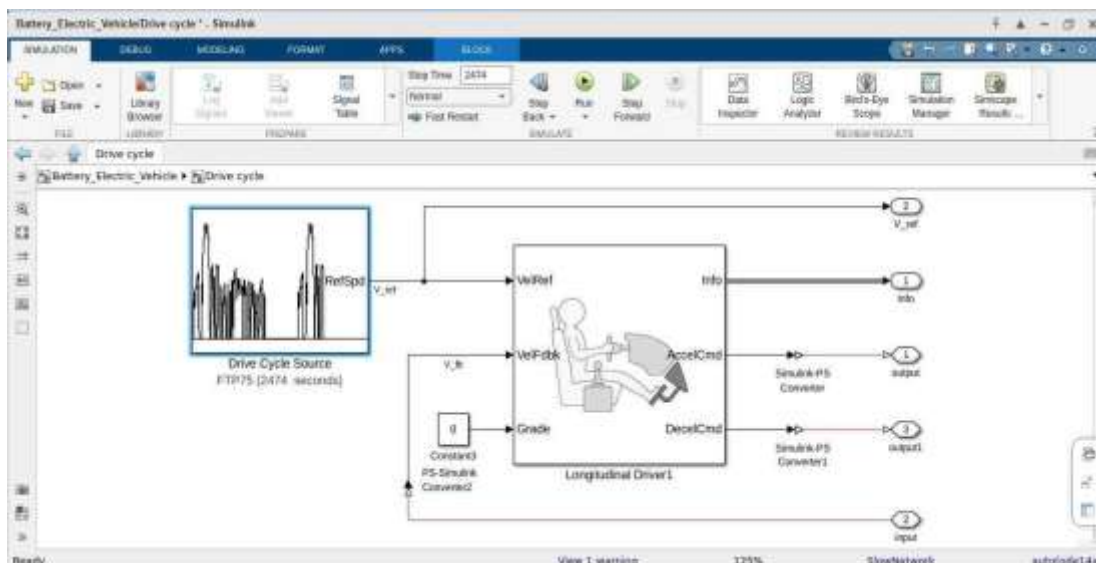 Battery_Electric_Vehicle/Drive cycle * - Simulink
SIMULATION DEBUG MODELING FORMAT APPS BLOCK
New
Open
Save
FILE
Library
Browser
LIBRARY
Signal
Table
PREPARE
Stop Time 2474
Normal
Fast Restart
Step
Back
Run
Step
Forward
Stop
SIMULATE
Data
Inspector
Logic
Analyzer
Bird's-Eye
Scope
Simulation
Manager
Simscape
Results ...
REVIEW RESULTS
Drive cycle
Battery_Electric_Vehicle Drive cycle
RefSpd
Drive Cycle Source
FTP75 (2474 seconds)
V_ref
2
V_ref
VelRef
Info
1
Info
V_fb
VelFdbk
AccelCmd
Simulink-PS
Converter
1
output
Constant3
Grade
DecelCmd
Simulink-PS
Converter1
3
output1
Longitudinal Driver1
PS-Simulink
Converter2
2
input
Ready
View 1 warning
125%
SlowNetwork